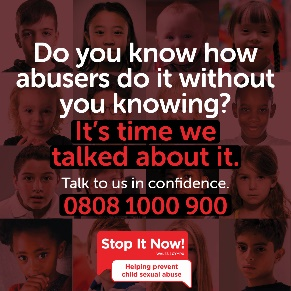 Do you know how
abusers do it without
you knowing?
It's time we
talked about it.
Talk to us in confidence.
0808 1000 900
Stop It Now!
Helping prevent
child sexual abuse